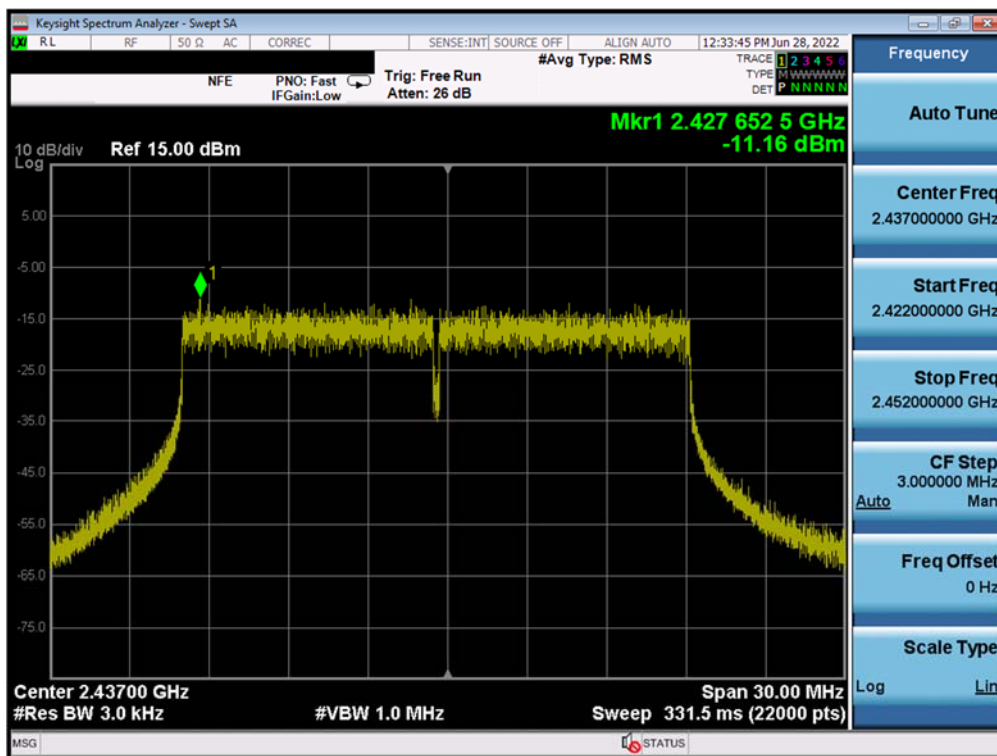 Keysight Spectrum Analyzer - Swept SA
LXI RL RF 50 Ω AC CORREC SENSE:INT SOURCE OFF ALIGN AUTO 12:33:45 PM Jun 28, 2022
NFE PNO: Fast Trig: Free Run #Avg Type: RMS TRACE 1 2 3 4 5 6
IFGain:Low Atten: 26 dB TYPE M WWWWW
DET P N N N N N
Mkr1 2.427 652 5 GHz
-11.16 dBm
10 dB/div Ref 15.00 dBm
Log
5.00
-5.00
1
-15.0
-25.0
-35.0
-45.0
-55.0
-65.0
-75.0
Center 2.43700 GHz Span 30.00 MHz
#Res BW 3.0 kHz #VBW 1.0 MHz Sweep 331.5 ms (22000 pts)
MSG STATUS
Frequency
Auto Tune
Center Freq
2.437000000 GHz
Start Freq
2.422000000 GHz
Stop Freq
2.452000000 GHz
CF Step
3.000000 MHz
Auto Man
Freq Offset
0 Hz
Scale Type
Log Lin